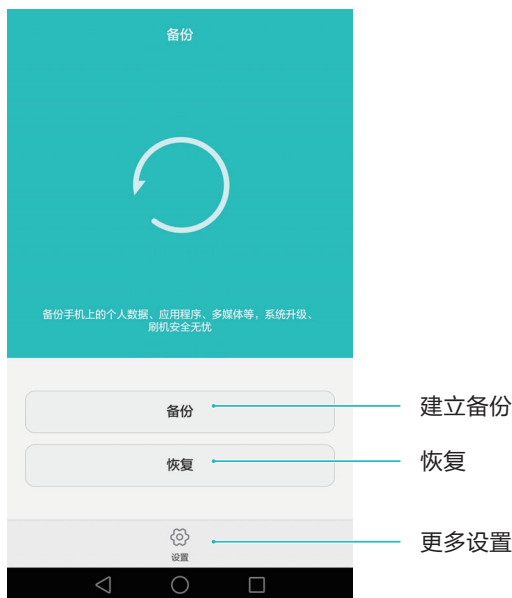 备份
备份手机上的个人数据、应用程序、多媒体等，系统升级、
刷机安全无忧
备份
建立备份
恢复
恢复
设置
更多设置